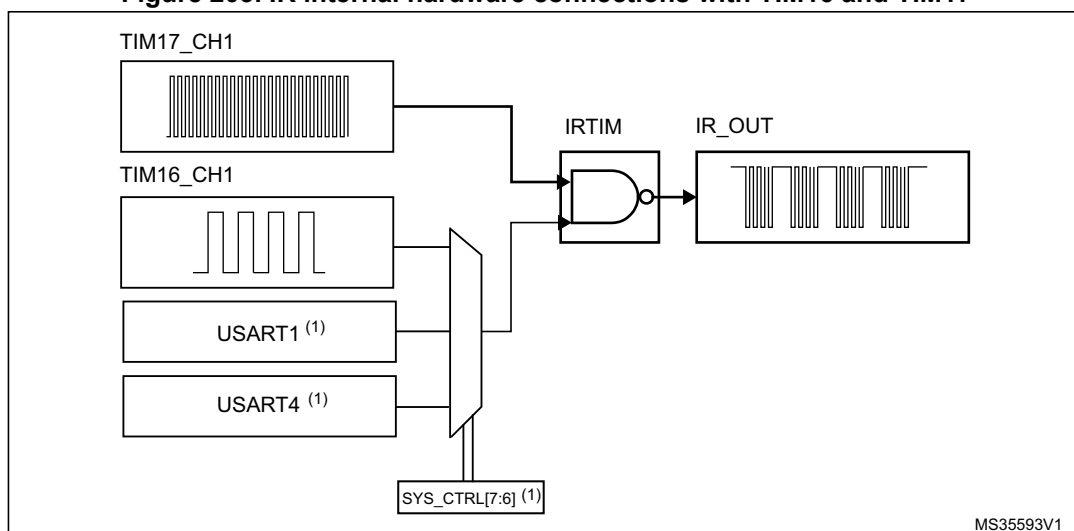 TIM17_CH1
IRTIM
IR_OUT
TIM16_CH1
USART1 (1)
USART4 (1)
SYS_CTRL[7:6] (1)
MS35593V1